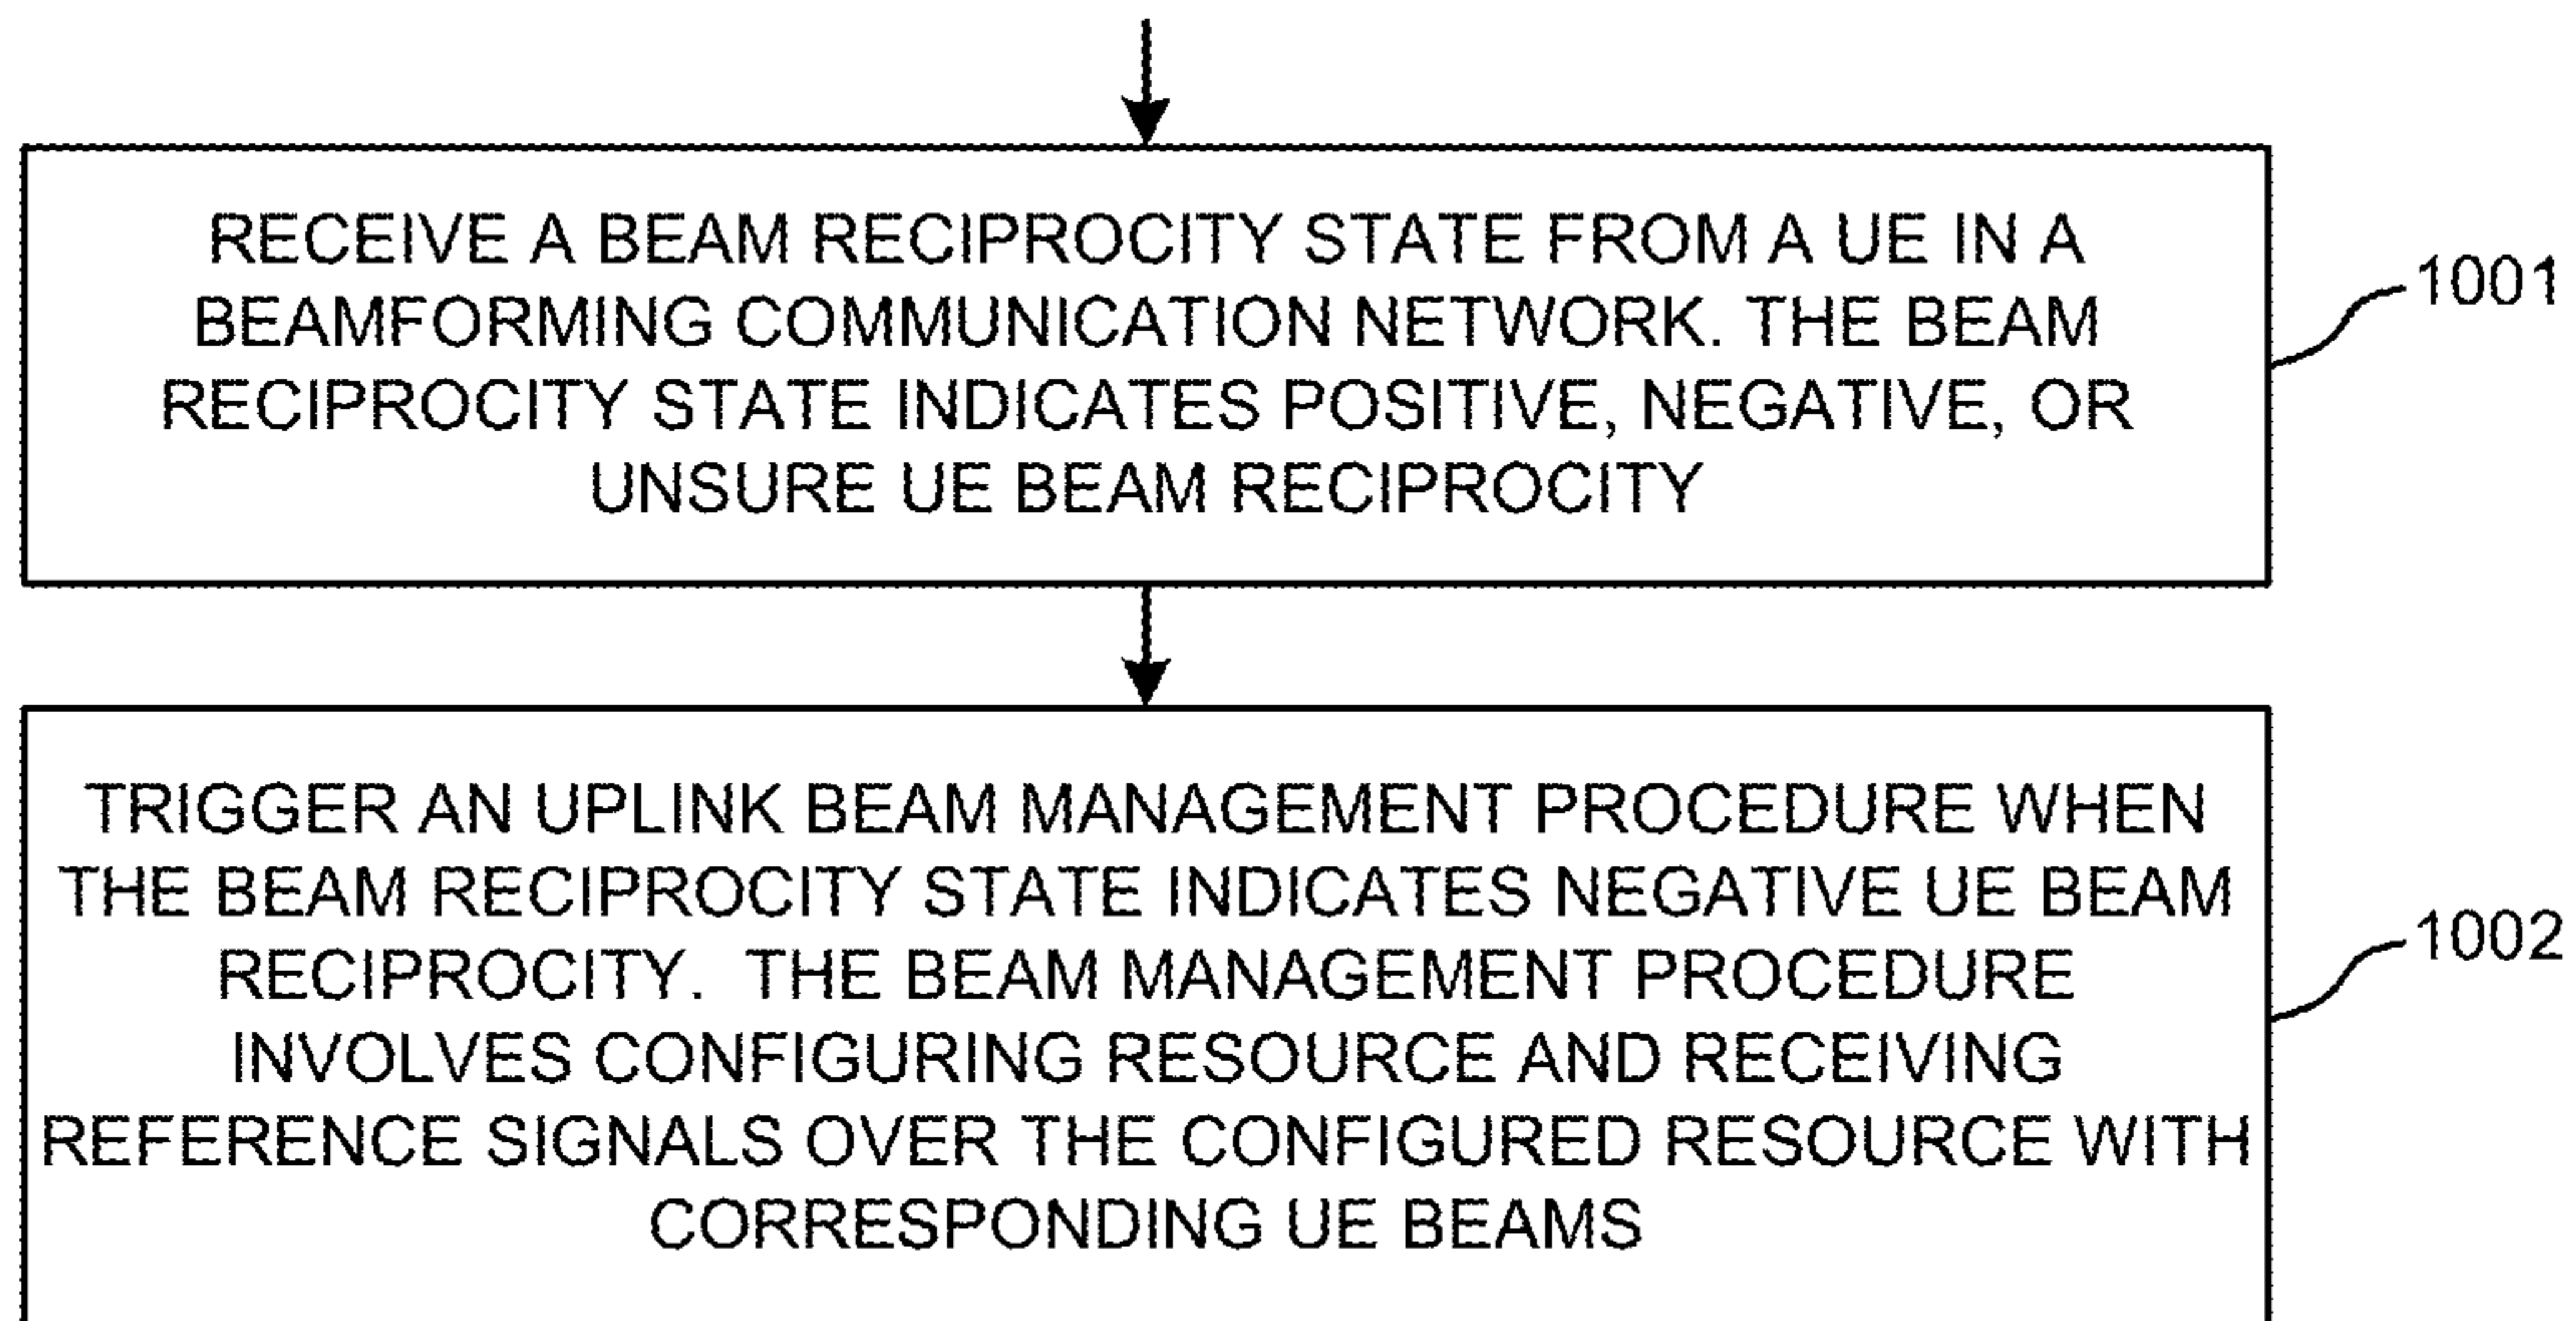 RECEIVE A BEAM RECIPROCITY STATE FROM A UE IN A
BEAMFORMING COMMUNICATION NETWORK. THE BEAM
RECIPROCITY STATE INDICATES POSITIVE, NEGATIVE, OR
UNSURE UE BEAM RECIPROCITY
1001
TRIGGER AN UPLINK BEAM MANAGEMENT PROCEDURE WHEN
THE BEAM RECIPROCITY STATE INDICATES NEGATIVE UE BEAM
RECIPROCITY. THE BEAM MANAGEMENT PROCEDURE
INVOLVES CONFIGURING RESOURCE AND RECEIVING
REFERENCE SIGNALS OVER THE CONFIGURED RESOURCE WITH
CORRESPONDING UE BEAMS
1002